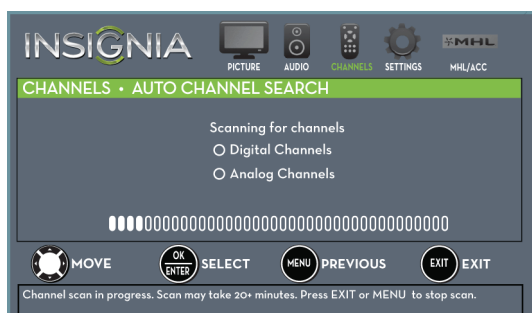 INSIGNIA
PICTURE AUDIO CHANNELS SETTINGS MHL MHL/ACC
CHANNELS • AUTO CHANNEL SEARCH
Scanning for channels
Digital Channels
Analog Channels
MOVE OK ENTER SELECT MENU PREVIOUS EXIT EXIT
Channel scan in progress. Scan may take 20+ minutes. Press EXIT or MENU to stop scan.